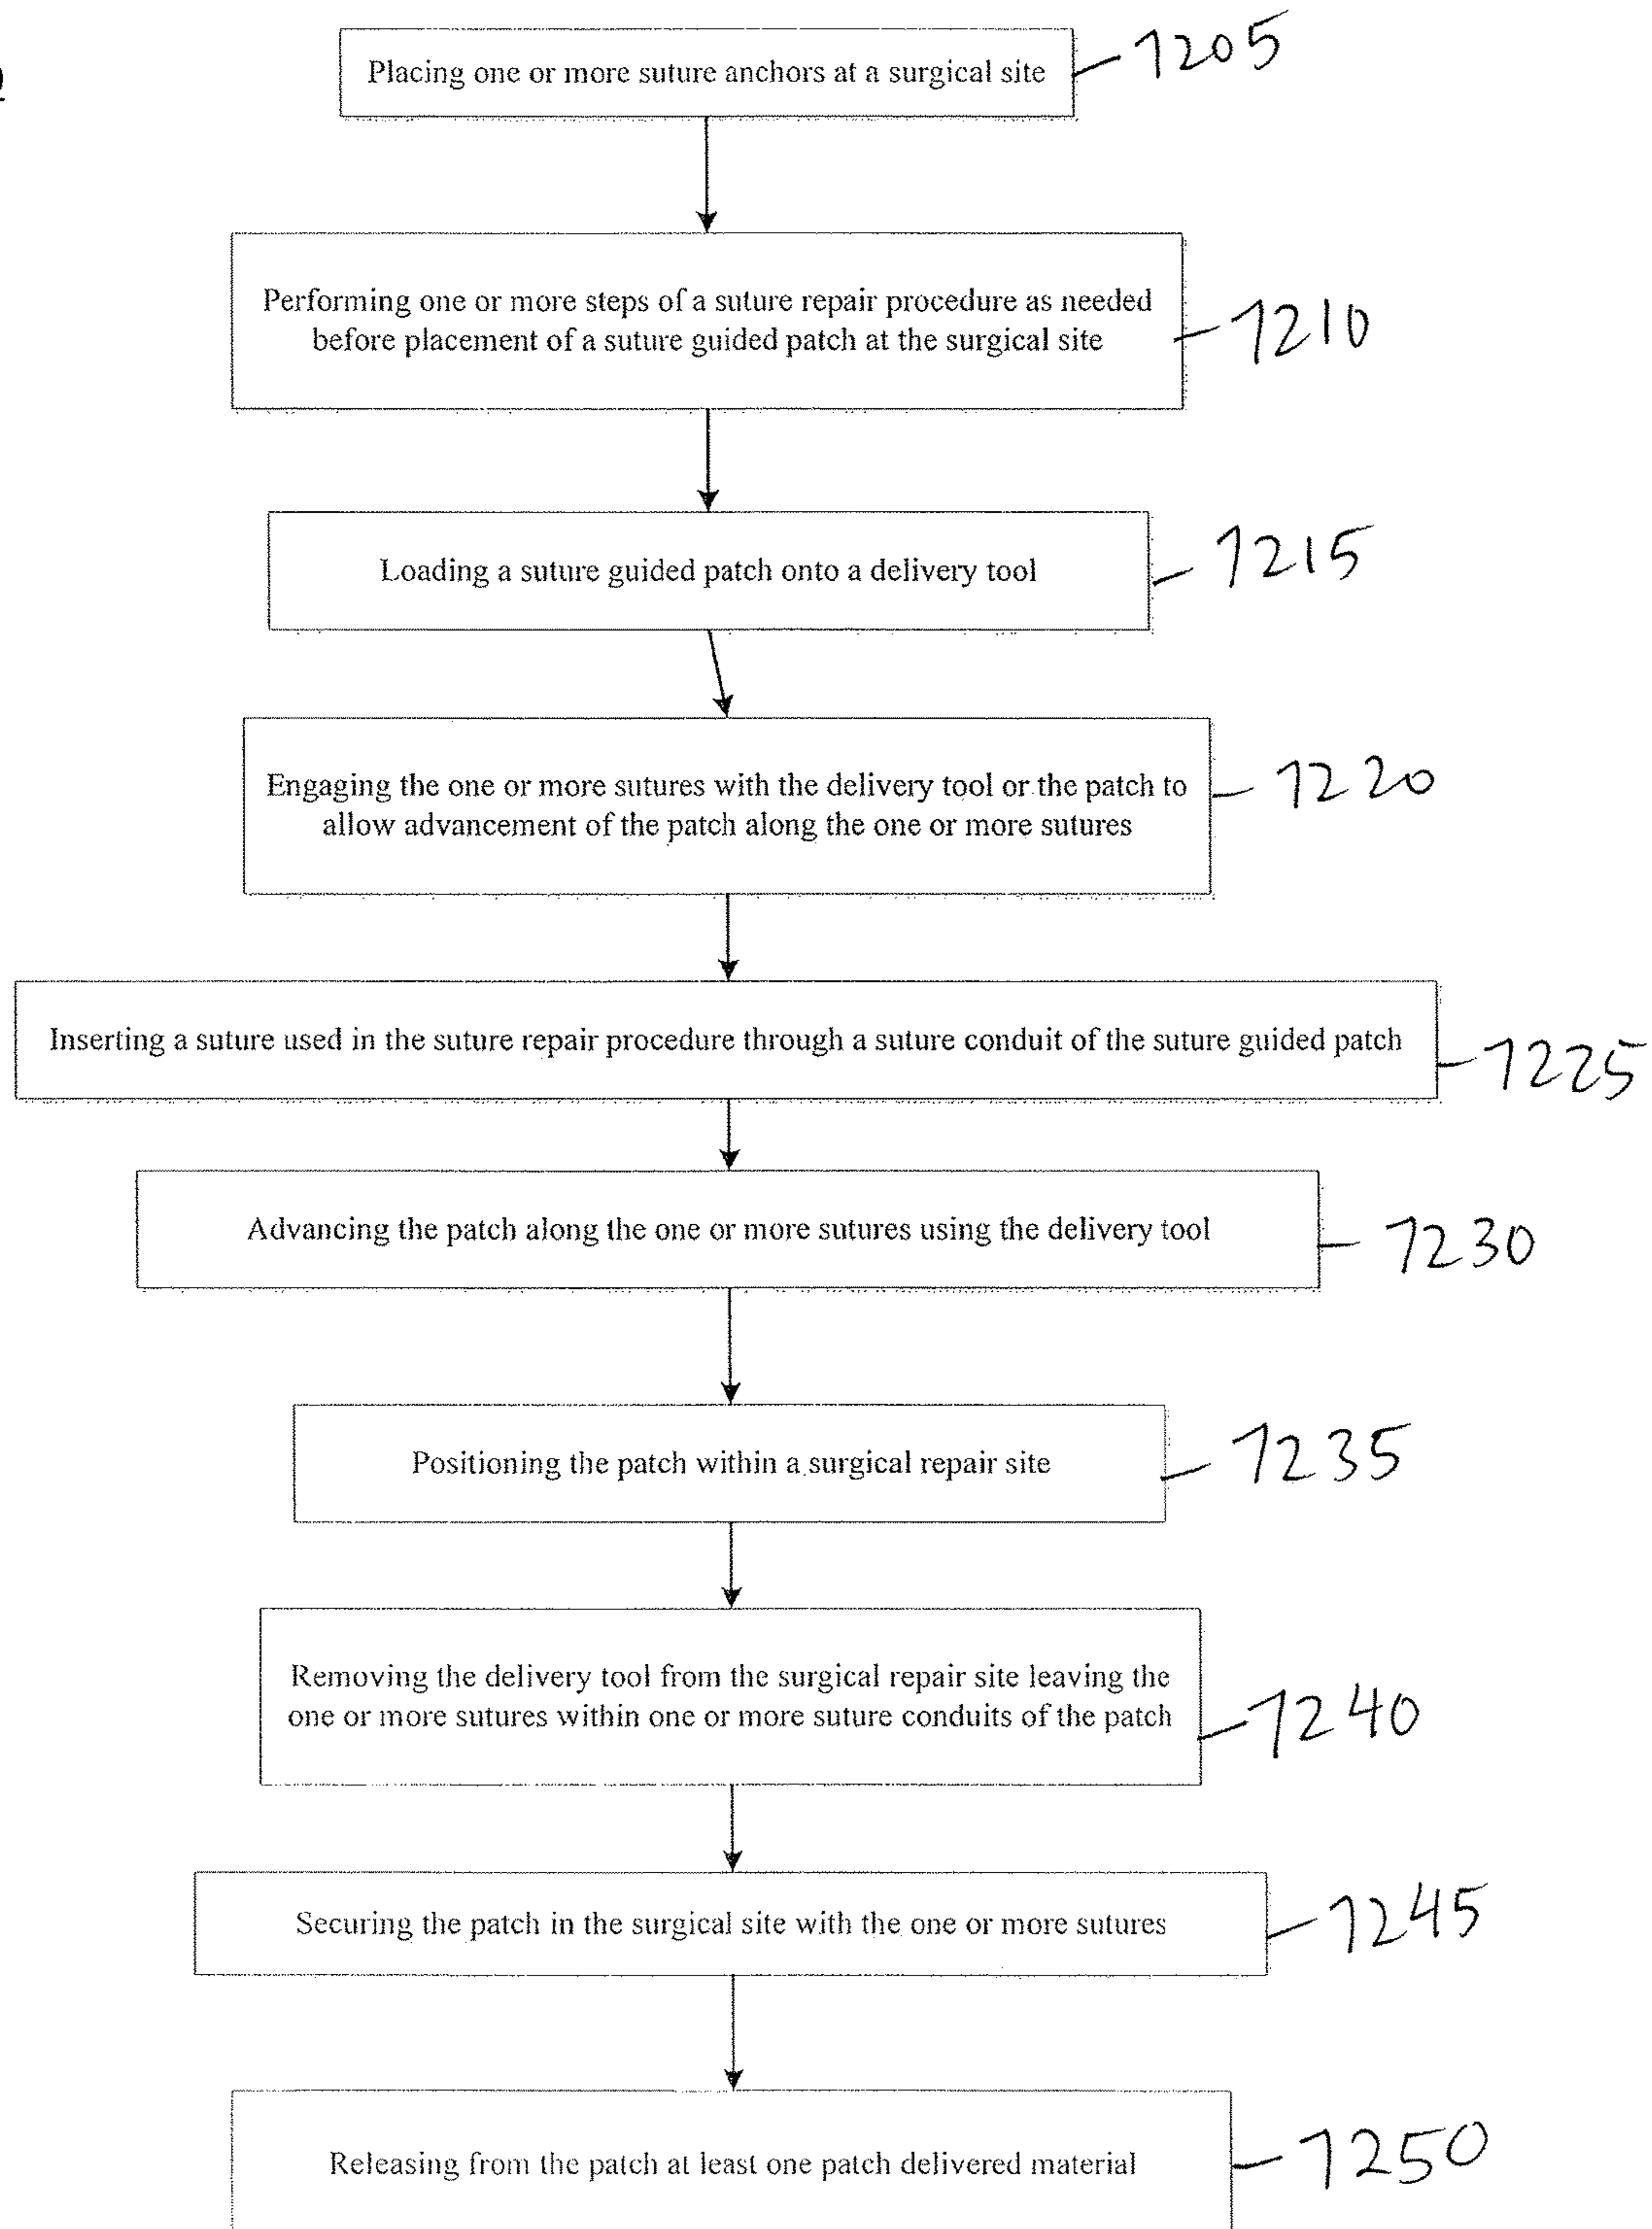 Placing one or more suture anchors at a surgical site
1205
Performing one or more steps of a suture repair procedure as needed
before placement of a suture guided patch at the surgical site
1210
Loading a suture guided patch onto a delivery tool
1215
Engaging the one or more sutures with the delivery tool or the patch to
allow advancement of the patch along the one or more sutures
1220
Inserting a suture used in the suture repair procedure through a suture conduit of the suture guided patch
1225
Advancing the patch along the one or more sutures using the delivery tool
1230
Positioning the patch within a surgical repair site
1235
Removing the delivery tool from the surgical repair site leaving the
one or more sutures within one or more suture conduits of the patch
1240
Securing the patch in the surgical site with the one or more sutures
1245
Releasing from the patch at least one patch delivered material
1250